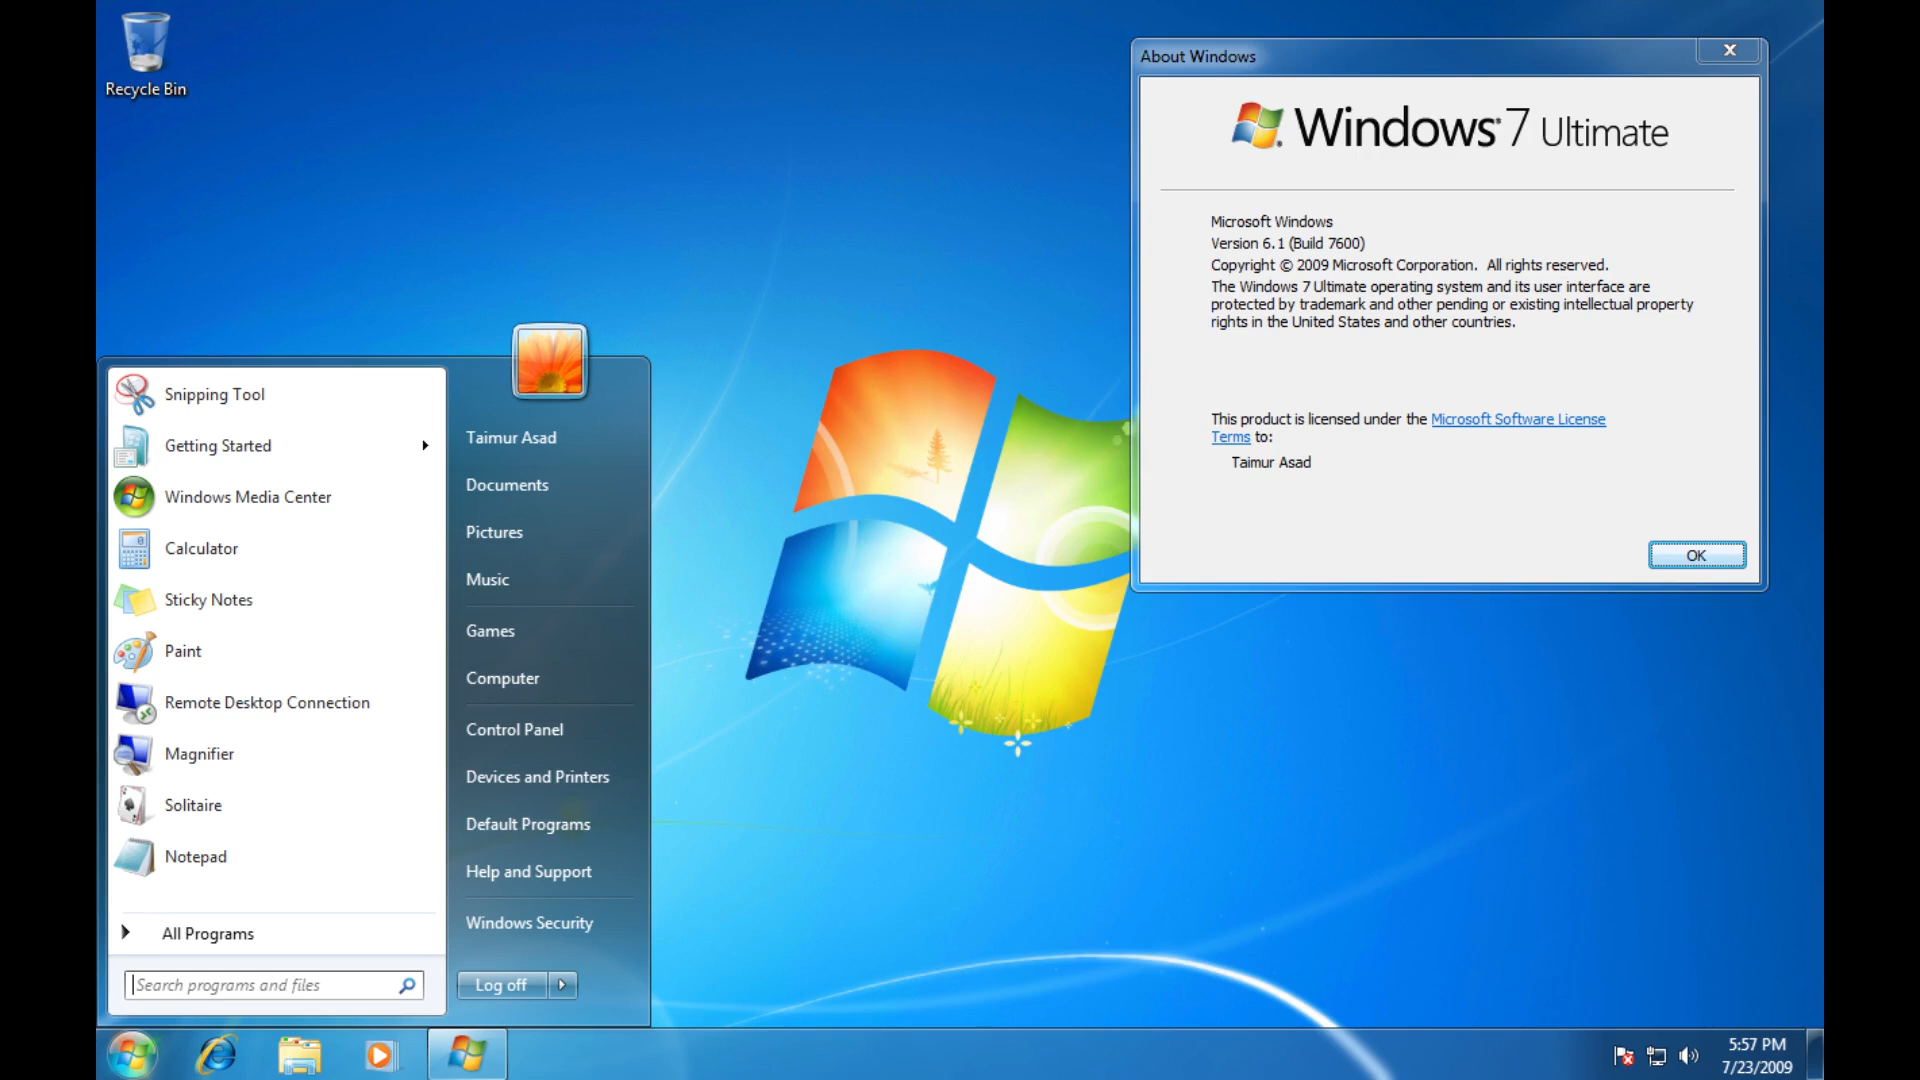 Recycle Bin
About Windows
Windows® 7 Ultimate
Microsoft Windows
Version 6.1 (Build 7600)
Copyright © 2009 Microsoft Corporation. All rights reserved.
The Windows 7 Ultimate operating system and its user interface are
protected by trademark and other pending or existing intellectual property
rights in the United States and other countries.
This product is licensed under the Microsoft Software License
Terms to:
Taimur Asad
OK
Snipping Tool
Getting Started
Windows Media Center
Calculator
Sticky Notes
Paint
Remote Desktop Connection
Magnifier
Solitaire
Notepad
All Programs
Search programs and files
Taimur Asad
Documents
Pictures
Music
Games
Computer
Control Panel
Devices and Printers
Default Programs
Help and Support
Windows Security
Log off
5:57 PM
7/23/2009